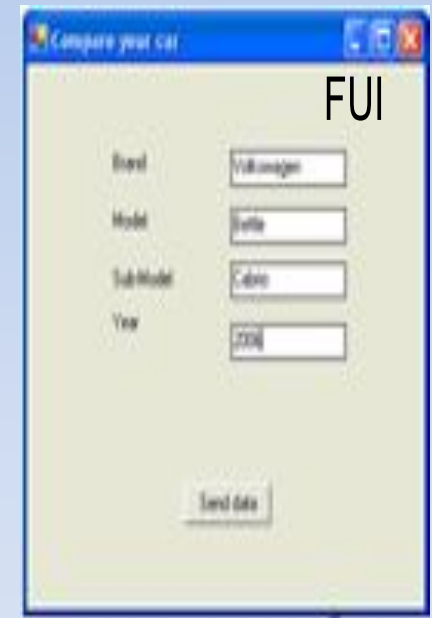 Compare your car
FUI
Brand Volkswagen
Model Beetle
Sub-Model Cabrio
Year 2006
Send data